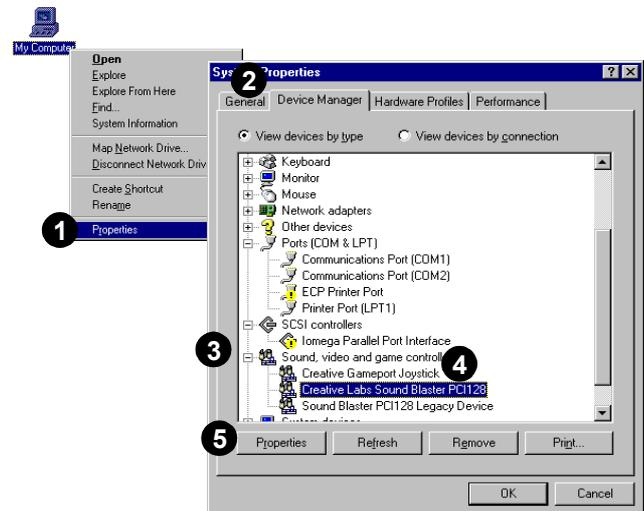 My Computer
Open
Explore
Explore From Here
Find...
System Information
Map Network Drive...
Disconnect Network Driv
Create Shortcut
Rename
1
Properties
2
System Properties
General
Device Manager
Hardware Profiles
Performance
View devices by type
View devices by connection
Keyboard
Monitor
Mouse
Network adapters
Other devices
Ports (COM & LPT)
Communications Port (COM1)
Communications Port (COM2)
ECP Printer Port
Printer Port (LPT1)
SCSI controllers
Iomega Parallel Port Interface
3
Sound, video and game controll
4
Creative Gameport Joystick
Creative Labs Sound Blaster PCI128
Sound Blaster PCI128 Legacy Device
System devices
5
Properties
Refresh
Remove
Print...
OK
Cancel